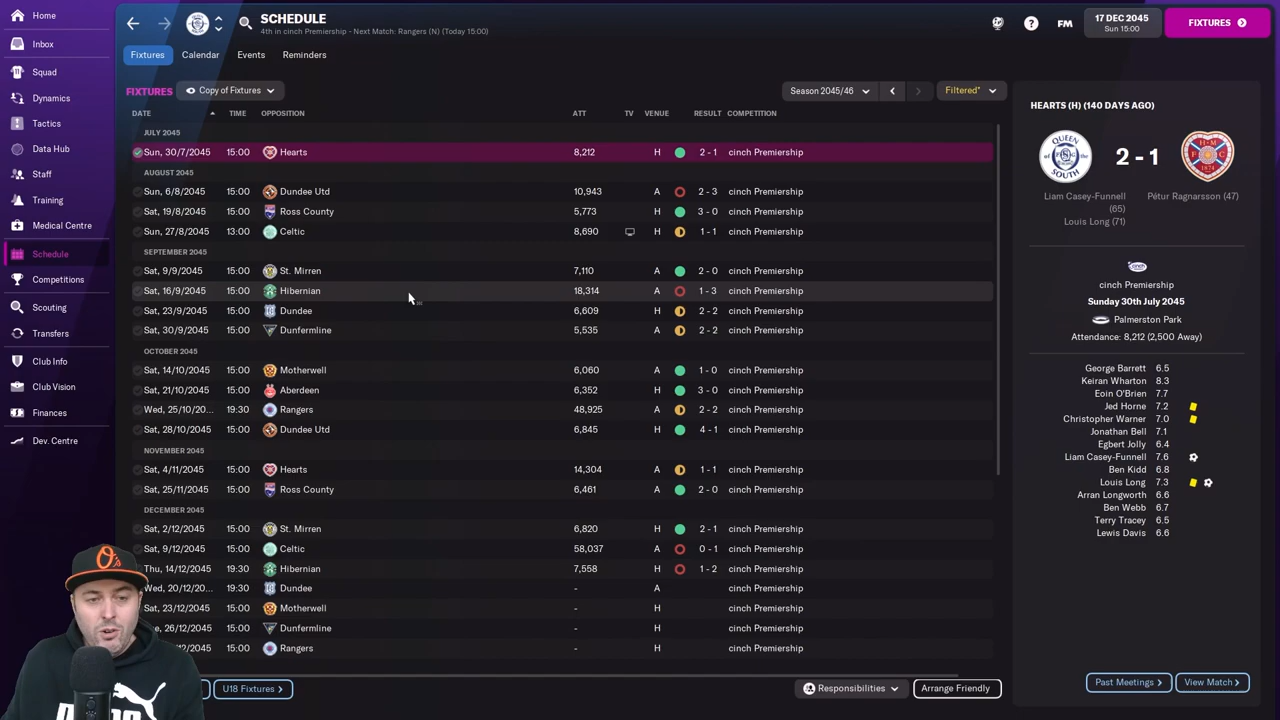 Home
Inbox
Squad
Dynamics
Tactics
Data Hub
Staff
Training
Medical Centre
Schedule
Competitions
Scouting
Transfers
Club Info
Club Vision
Finances
Dev. Centre
SCHEDULE
4th in cinch Premiership - Next Match: Rangers (N) (Today 15:00)
FM
17 DEC 2045
Sun 15:00
FIXTURES
Fixtures Calendar Events Reminders
FIXTURES Copy of Fixtures Season 2045/46 Filtered*
DATE TIME OPPOSITION ATT TV VENUE RESULT COMPETITION
JULY 2045
Sun, 30/7/2045 15:00 Hearts 8,212 H 2 - 1 cinch Premiership
AUGUST 2045
Sun, 6/8/2045 15:00 Dundee Utd 10,943 A 2 - 3 cinch Premiership
Sat, 19/8/2045 15:00 Ross County 5,773 H 3 - 0 cinch Premiership
Sun, 27/8/2045 13:00 Celtic 8,690 H 1 - 1 cinch Premiership
SEPTEMBER 2045
Sat, 9/9/2045 15:00 St. Mirren 7,110 A 2 - 0 cinch Premiership
Sat, 16/9/2045 15:00 Hibernian 18,314 A 1 - 3 cinch Premiership
Sat, 23/9/2045 15:00 Dundee 6,609 H 2 - 2 cinch Premiership
Sat, 30/9/2045 15:00 Dunfermline 5,535 A 2 - 2 cinch Premiership
OCTOBER 2045
Sat, 14/10/2045 15:00 Motherwell 6,060 A 1 - 0 cinch Premiership
Sat, 21/10/2045 15:00 Aberdeen 6,352 H 3 - 0 cinch Premiership
Wed, 25/10/20... 19:30 Rangers 48,925 A 2 - 2 cinch Premiership
Sat, 28/10/2045 15:00 Dundee Utd 6,845 H 4 - 1 cinch Premiership
NOVEMBER 2045
Sat, 4/11/2045 15:00 Hearts 14,304 A 1 - 1 cinch Premiership
Sat, 25/11/2045 15:00 Ross County 6,461 A 2 - 0 cinch Premiership
DECEMBER 2045
Sat, 2/12/2045 15:00 St. Mirren 6,820 H 2 - 1 cinch Premiership
Sat, 9/12/2045 15:00 Celtic 58,037 A 0 - 1 cinch Premiership
Thu, 14/12/2045 19:30 Hibernian 7,558 H 1 - 2 cinch Premiership
Wed, 20/12/20... 19:30 Dundee - A cinch Premiership
Sat, 23/12/2045 15:00 Motherwell - H cinch Premiership
26/12/2045 15:00 Dunfermline - H cinch Premiership
/12/2045 15:00 Rangers - H cinch Premiership
U18 Fixtures
Responsibilities
Arrange Friendly
HEARTS (H) (140 DAYS AGO)
2 - 1
Liam Casey-Funnell
(65)
Louis Long (71)
Pétur Ragnarsson (47)
cinch
cinch Premiership
Sunday 30th July 2045
Palmerston Park
Attendance: 8,212 (2,500 Away)
George Barrett 6.5
Keiran Wharton 8.3
Eoin O'Brien 7.7
Jed Horne 7.2
Christopher Warner 7.0
Jonathan Bell 7.1
Egbert Jolly 6.4
Liam Casey-Funnell 7.6
Ben Kidd 6.8
Louis Long 7.3
Arran Longworth 6.6
Ben Webb 6.7
Terry Tracey 6.5
Lewis Davis 6.6
Past Meetings
View Match